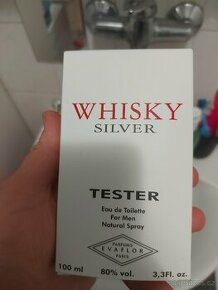 WHISKY
SILVER
TESTER
Eau de Toilette
For Men
Natural Spray
PARFUMS
EVAFLOR
PARIS
100 ml 80% vol. 3,3Fl. oz.